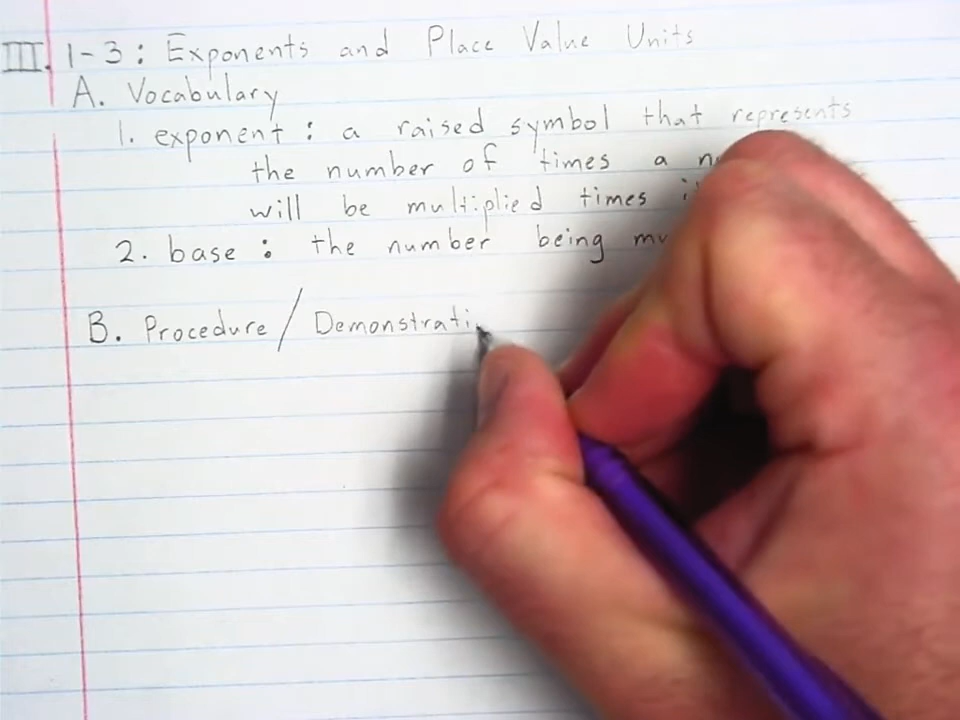 III. 1-3: Exponents and Place Value Units
A. Vocabulary
1. exponent : a raised symbol that represents
the number of times a
will be multiplied times
2. base : the number being
B. Procedure / Demonstrati